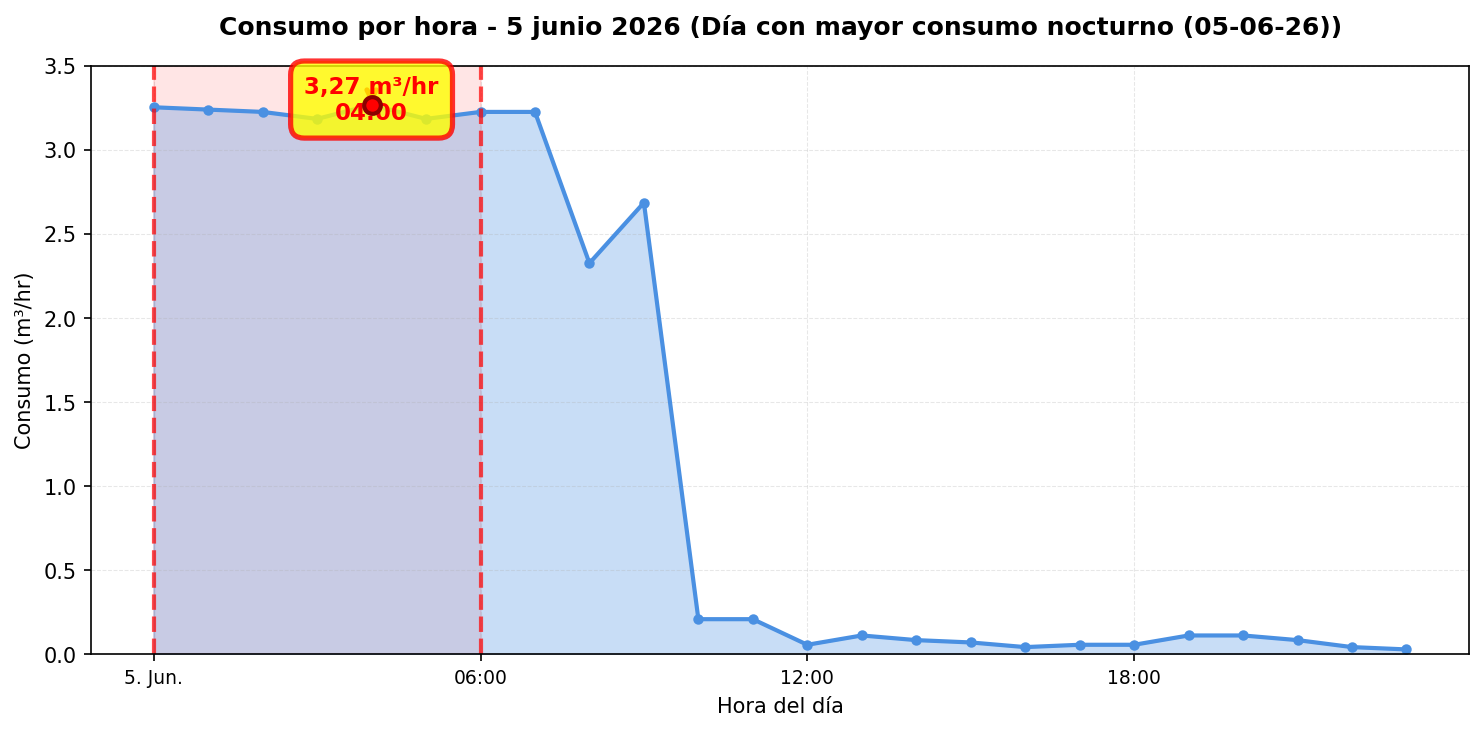 Consumo por hora - 5 junio 2026 (Día con mayor consumo nocturno (05-06-26))
3,27 m³/hr
04:00
Consumo (m³/hr)
3.5
3.0
2.5
2.0
1.5
1.0
0.5
0.0
5. Jun.
06:00
12:00
18:00
Hora del día